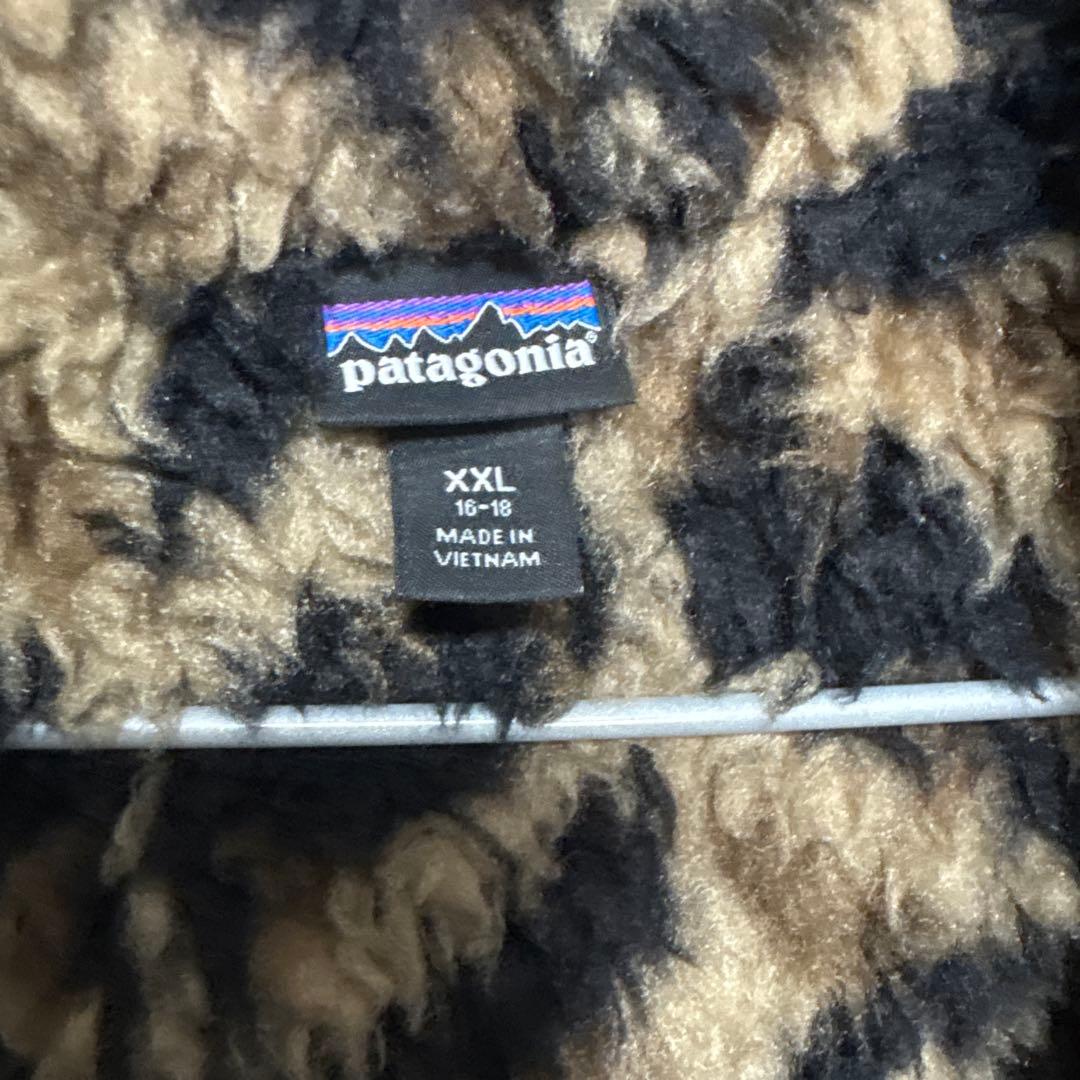 patagonia®
XXL
16-18
MADE IN
VIETNAM